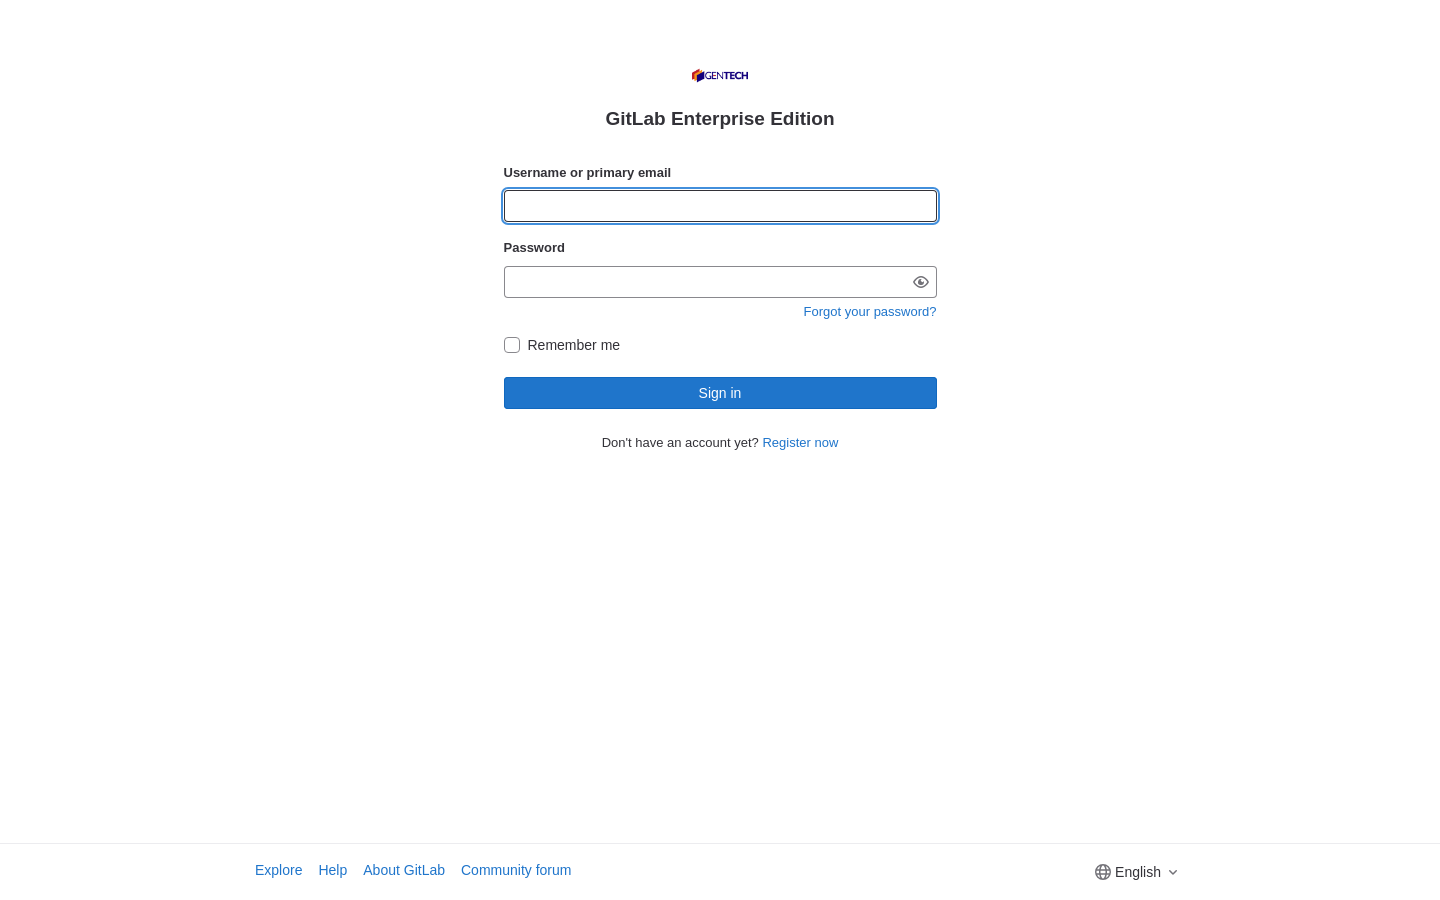 GENTECH
GitLab Enterprise Edition
Username or primary email
Password
Forgot your password?
Remember me
Sign in
Don't have an account yet? Register now
Explore Help About GitLab Community forum English